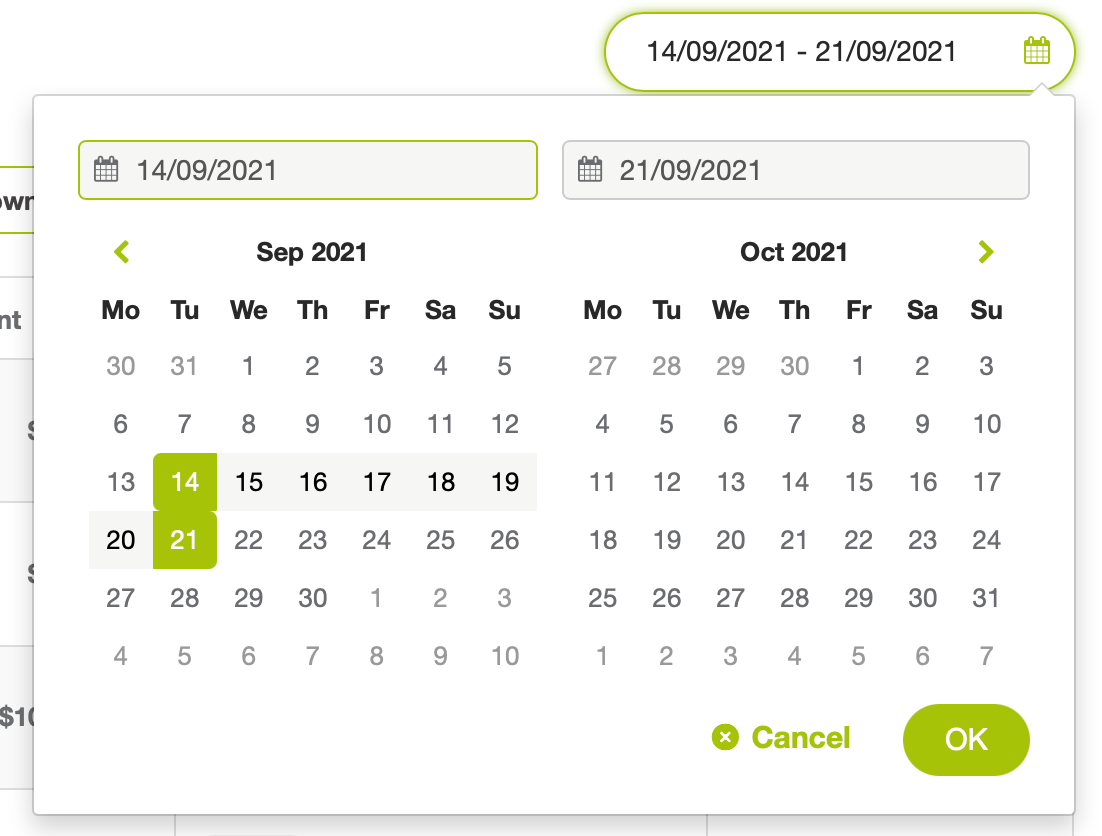 14/09/2021 - 21/09/2021
14/09/2021 21/09/2021
Sep 2021 Oct 2021
Mo Tu We Th Fr Sa Su Mo Tu We Th Fr Sa Su
30 31 1 2 3 4 5 27 28 29 30 1 2 3
6 7 8 9 10 11 12 4 5 6 7 8 9 10
13 14 15 16 17 18 19 11 12 13 14 15 16 17
20 21 22 23 24 25 26 18 19 20 21 22 23 24
27 28 29 30 1 2 3 25 26 27 28 29 30 31
4 5 6 7 8 9 10 1 2 3 4 5 6 7
Cancel OK